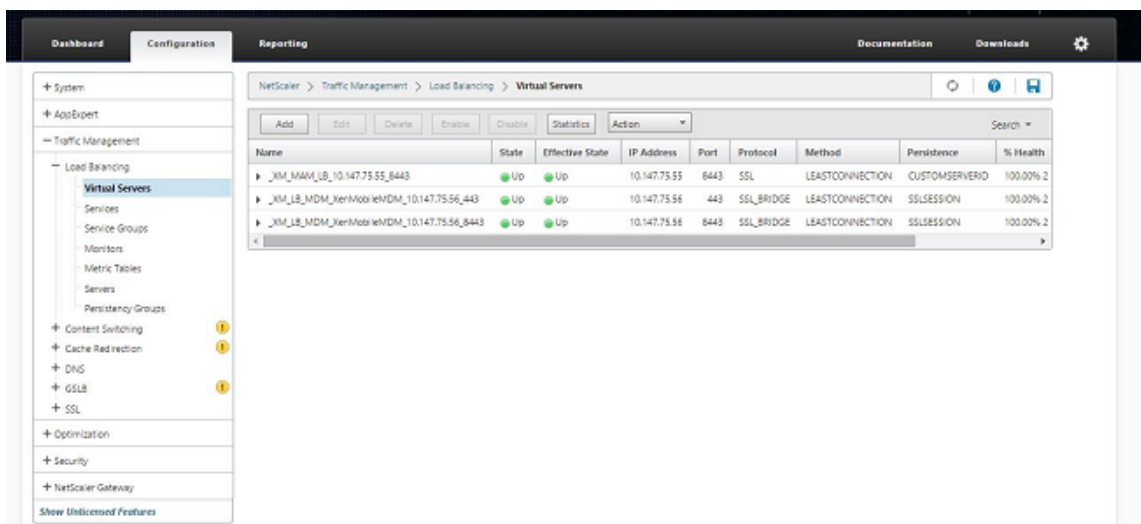 Dashboard Configuration Reporting Documentation Downloads
+ System
+ AppExpert
− Traffic Management
− Load Balancing
Virtual Servers
Services
Service Groups
Monitors
Metric Tables
Servers
Persistency Groups
+ Content Switching
+ Cache Redirection
+ DNS
+ GSLB
+ SSL
+ Optimization
+ Security
+ NetScaler Gateway
Show Unlicensed Features
NetScaler > Traffic Management > Load Balancing > Virtual Servers
Add Edit Delete Enable Disable Statistics Action Search
Name State Effective State IP Address Port Protocol Method Persistence % Health
_XM_MAM_LB_10.147.75.55_8443 Up Up 10.147.75.55 8443 SSL LEASTCONNECTION CUSTOMSERVERID 100.00% 2
_XM_LB_MDM_XenMobileMDM_10.147.75.56_443 Up Up 10.147.75.56 443 SSL_BRIDGE LEASTCONNECTION SSLSESSION 100.00% 2
_XM_LB_MDM_XenMobileMDM_10.147.75.56_8443 Up Up 10.147.75.56 8443 SSL_BRIDGE LEASTCONNECTION SSLSESSION 100.00% 2